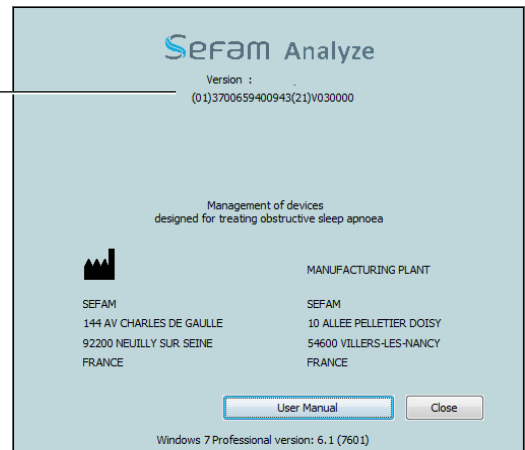 Sefam Analyze
Version :
(01)3700659400943(21)V030000
Management of devices
designed for treating obstructive sleep apnoea
MANUFACTURING PLANT
SEFAM
144 AV CHARLES DE GAULLE
92200 NEUILLY SUR SEINE
FRANCE
SEFAM
10 ALLEE PELLETIER DOISY
54600 VILLERS-LES-NANCY
FRANCE
User Manual
Close
Windows 7 Professional version: 6.1 (7601)